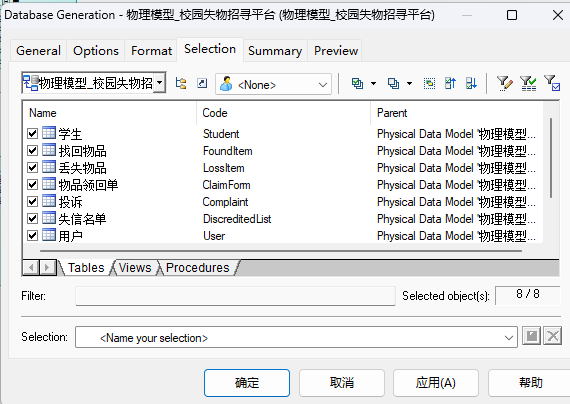 Database Generation - 物理模型_校园失物招寻平台 (物理模型_校园失物招寻平台)
General Options Format Selection Summary Preview
物理模型_校园失物招 <None>
Name Code Parent
学生 Student Physical Data Model '物理模型...
找回物品 FoundItem Physical Data Model '物理模型...
丢失物品 LossItem Physical Data Model '物理模型...
物品领回单 ClaimForm Physical Data Model '物理模型...
投诉 Complaint Physical Data Model '物理模型...
失信名单 DiscreditedList Physical Data Model '物理模型...
用户 User Physical Data Model '物理模型...
Tables Views Procedures
Filter: Selected object(s): 8 / 8
Selection: <Name your selection>
确定 取消 应用(A) 帮助